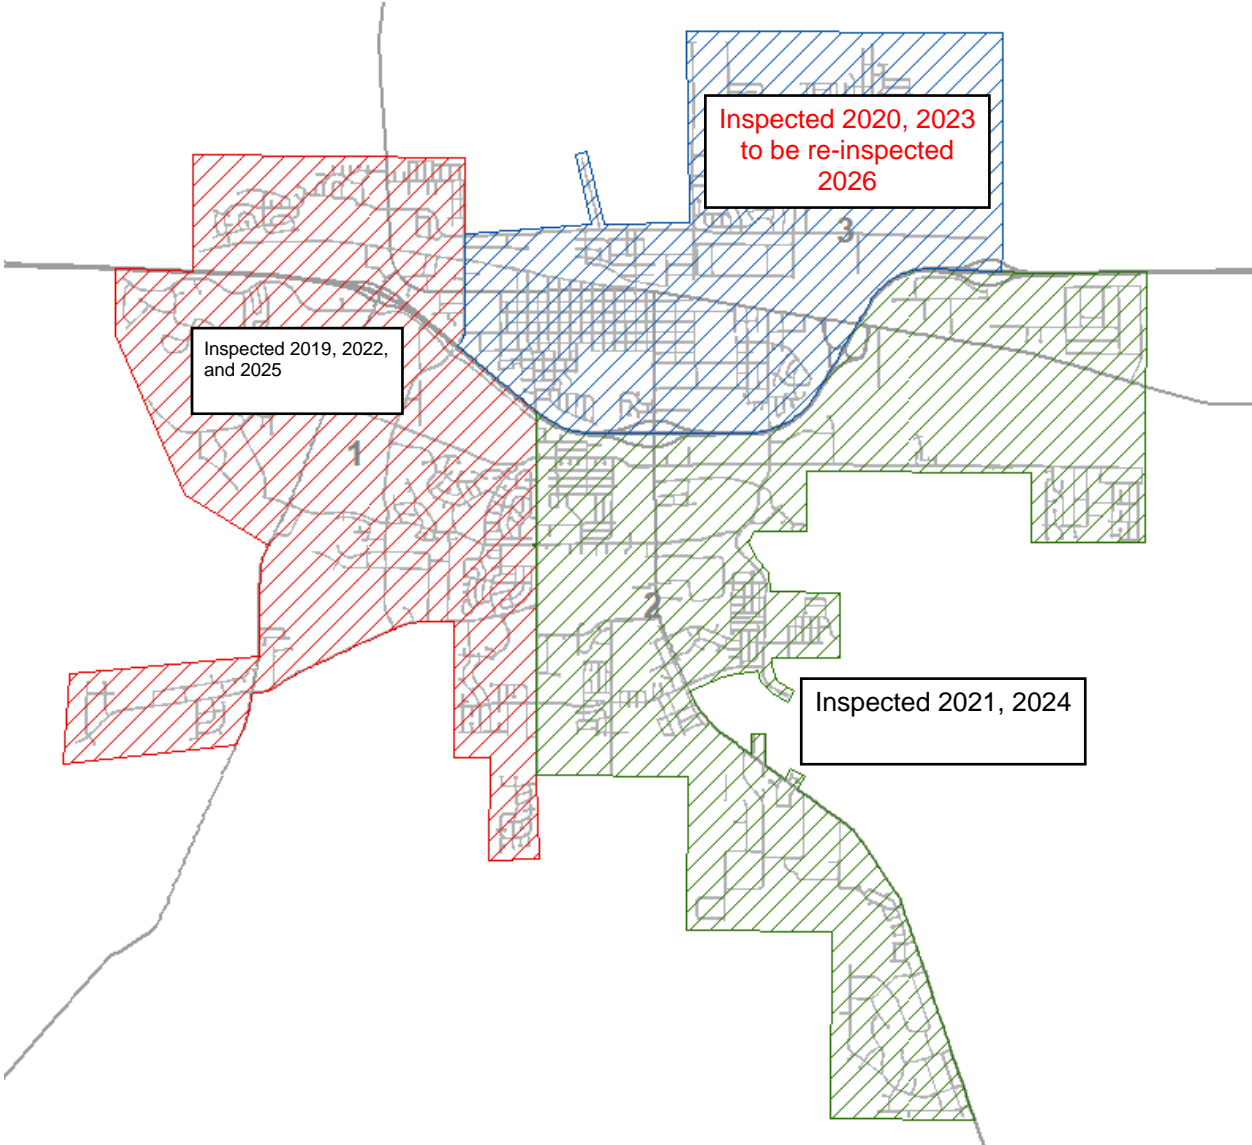 Inspected 2020, 2023
to be re-inspected
2026
3
Inspected 2019, 2022,
and 2025
1
2
Inspected 2021, 2024